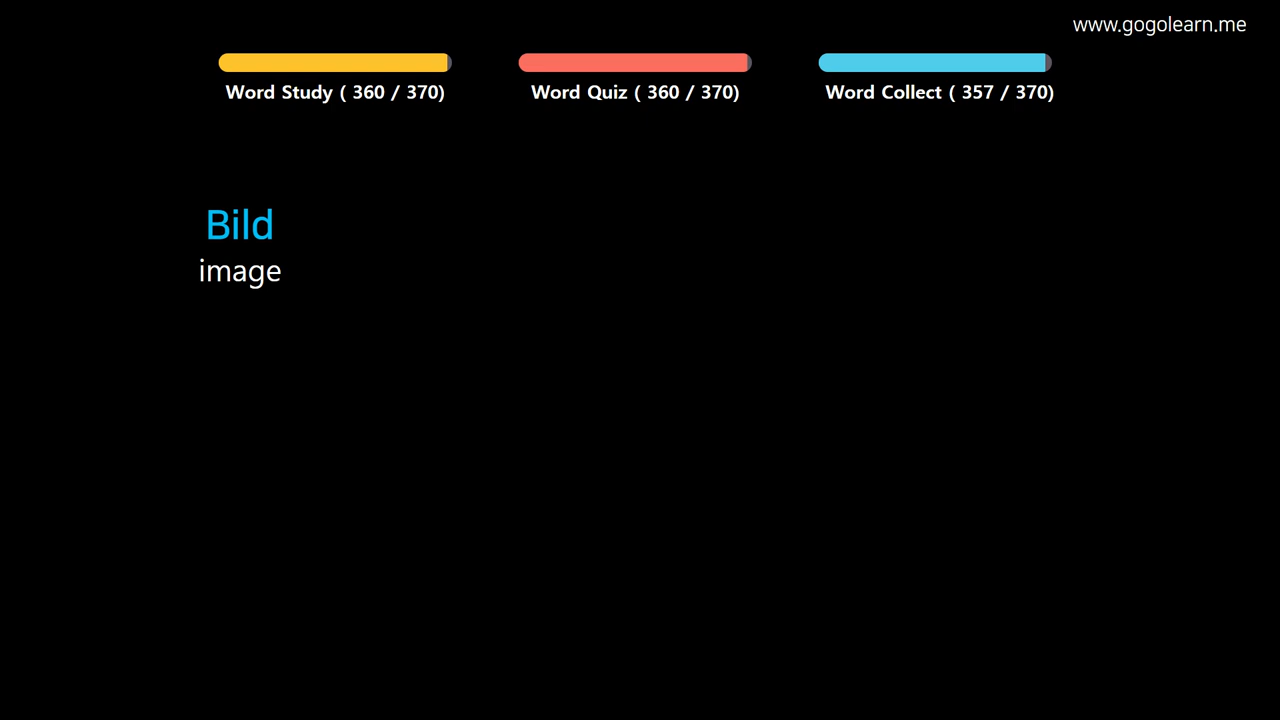 www.gogolearn.me
Word Study ( 360 / 370)
Word Quiz ( 360 / 370)
Word Collect ( 357 / 370)
Bild
image